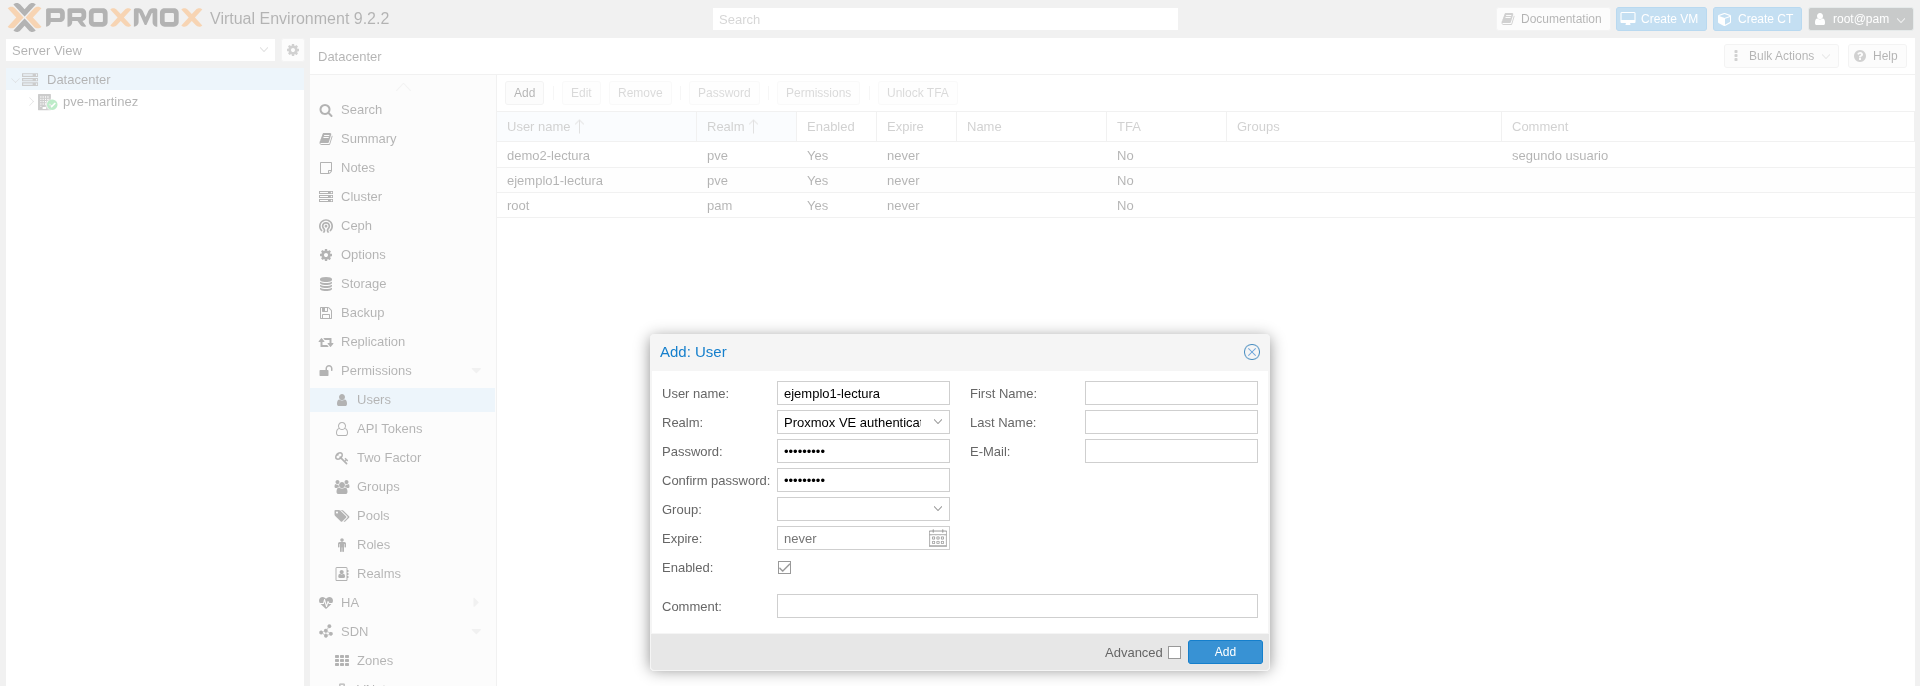 PROXMOX Virtual Environment 9.2.2
Search
Documentation
Create VM
Create CT
root@pam
Server View
Datacenter
pve-martinez
Datacenter
Bulk Actions
Help
Search
Summary
Notes
Cluster
Ceph
Options
Storage
Backup
Replication
Permissions
Users
API Tokens
Two Factor
Groups
Pools
Roles
Realms
HA
SDN
Zones
Add Edit Remove Password Permissions Unlock TFA
User name Realm Enabled Expire Name TFA Groups Comment
demo2-lectura pve Yes never No segundo usuario
ejemplo1-lectura pve Yes never No
root pam Yes never No
Add: User
User name: ejemplo1-lectura
First Name:
Realm: Proxmox VE authenticat
Last Name:
Password: •••••••••
E-Mail:
Confirm password: •••••••••
Group:
Expire: never
Enabled:
Comment:
Advanced
Add